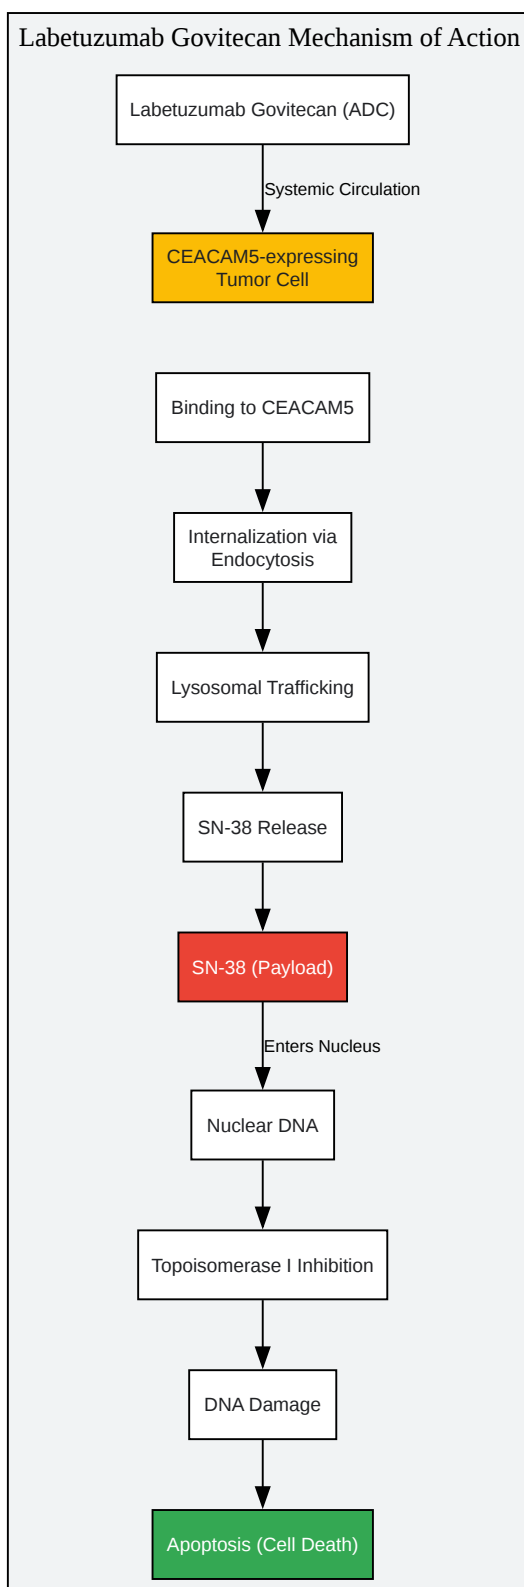 Labetuzumab Govitecan Mechanism of Action
Labetuzumab Govitecan (ADC)
Systemic Circulation
CEACAM5-expressing
Tumor Cell
Binding to CEACAM5
Internalization via
Endocytosis
Lysosomal Trafficking
SN-38 Release
SN-38 (Payload)
Enters Nucleus
Nuclear DNA
Topoisomerase I Inhibition
DNA Damage
Apoptosis (Cell Death)